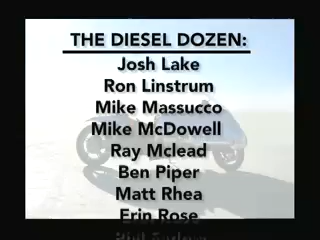 THE DIESEL DOZEN:
Josh Lake
Ron Linstrum
Mike Massucco
Mike McDowell
Ray Mclead
Ben Piper
Matt Rhea
Erin Rose